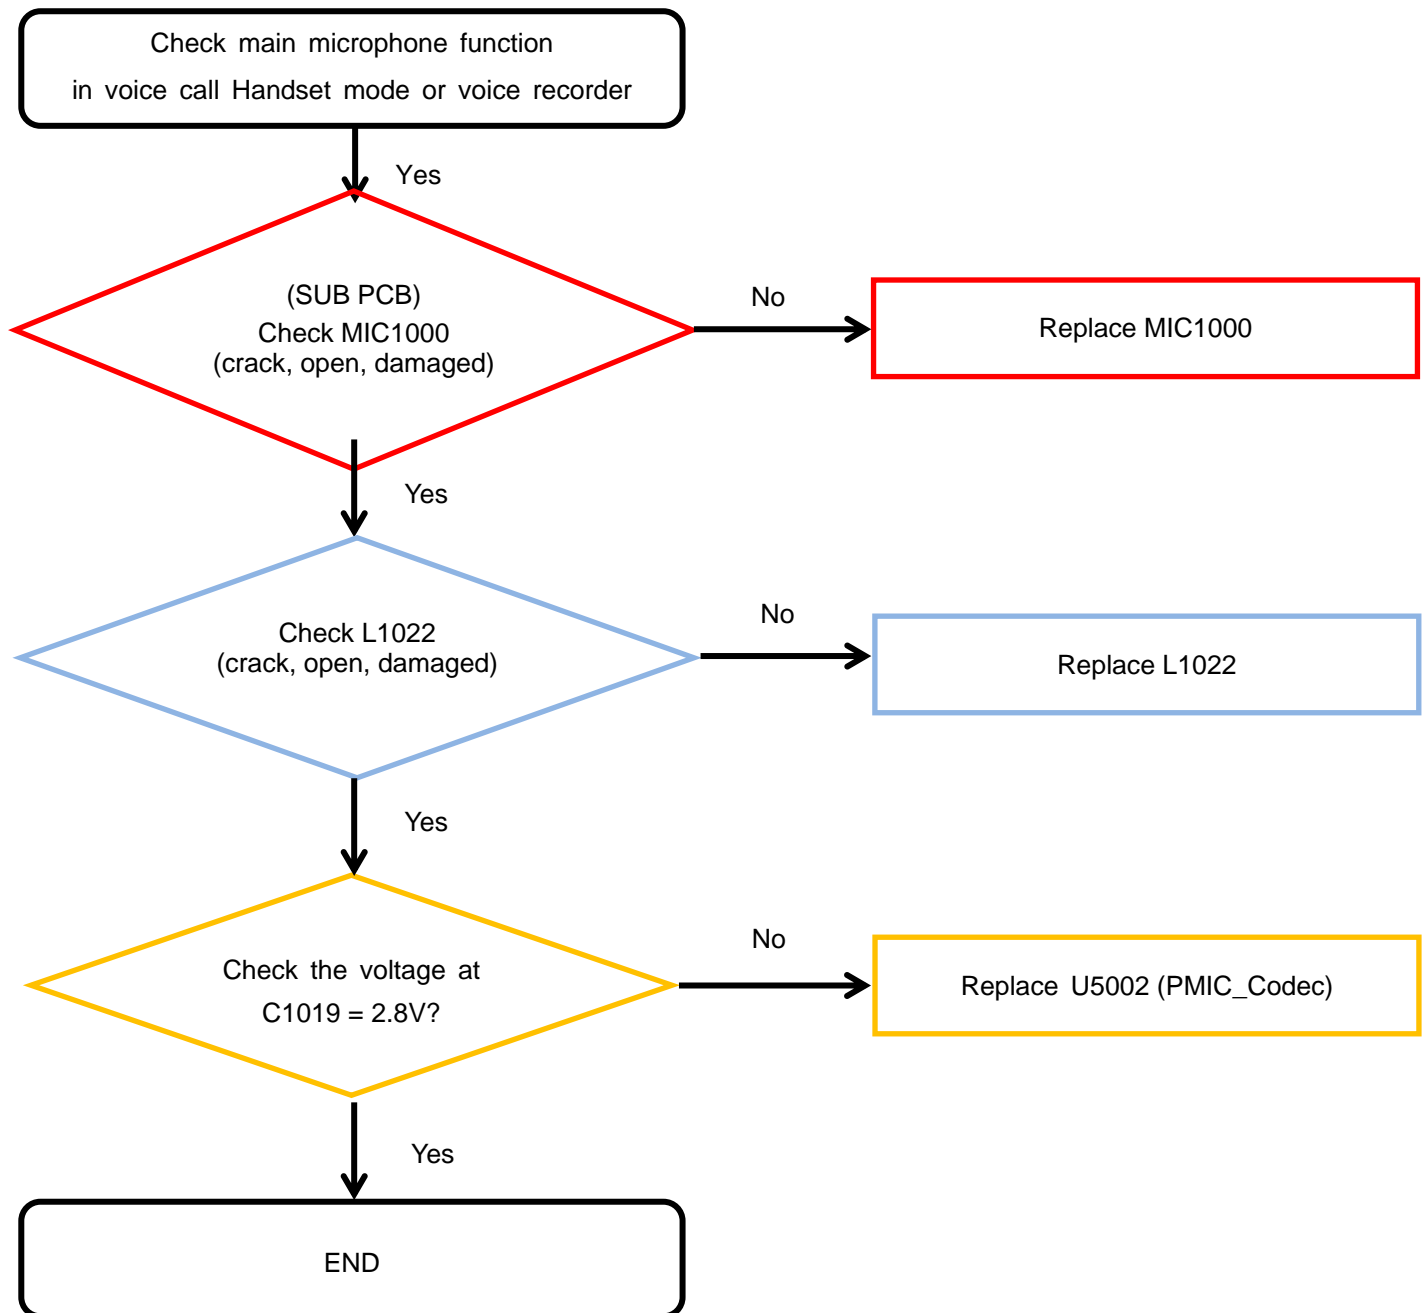 Check main microphone function
in voice call Handset mode or voice recorder
Yes
(SUB PCB)
Check MIC1000
(crack, open, damaged)
No
Replace MIC1000
Yes
Check L1022
(crack, open, damaged)
No
Replace L1022
Yes
Check the voltage at
C1019 = 2.8V?
No
Replace U5002 (PMIC_Codec)
Yes
END